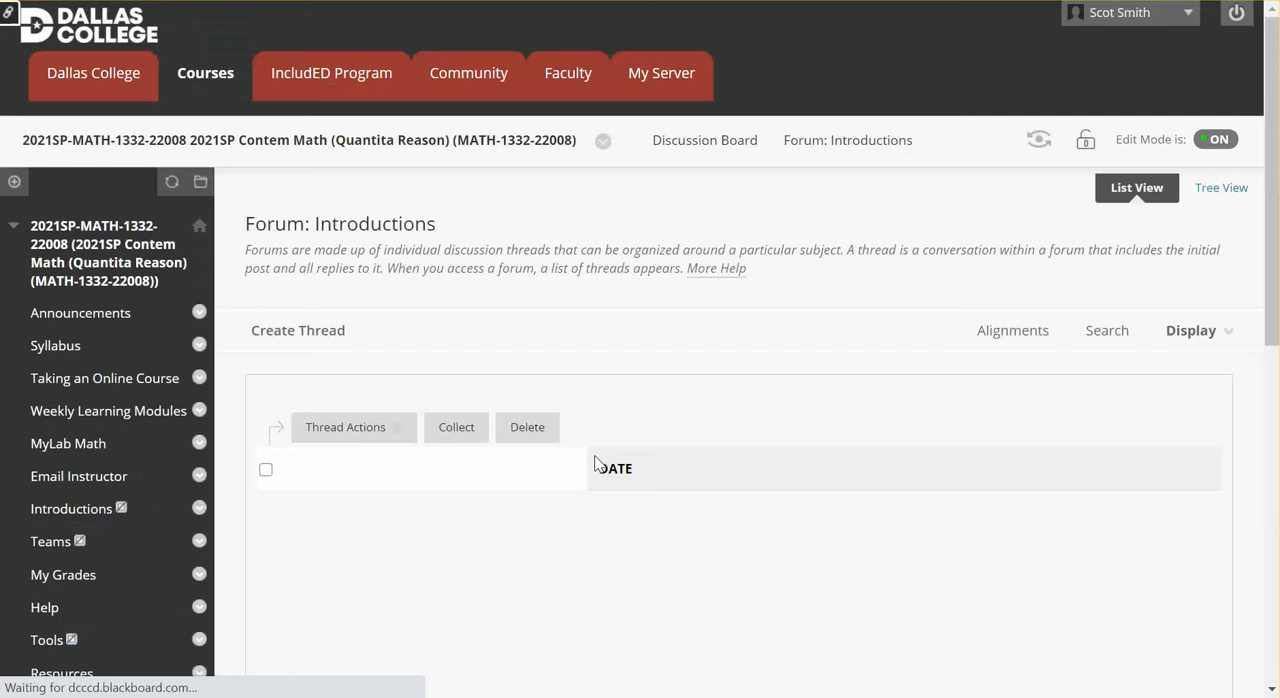 DALLAS
COLLEGE
Scot Smith
Dallas College
Courses
IncludED Program
Community
Faculty
My Server
2021SP-MATH-1332-22008 2021SP Contem Math (Quantita Reason) (MATH-1332-22008)
Discussion Board
Forum: Introductions
Edit Mode is:
ON
List View
Tree View
2021SP-MATH-1332-
22008 (2021SP Contem
Math (Quantita Reason)
(MATH-1332-22008))
Announcements
Syllabus
Taking an Online Course
Weekly Learning Modules
MyLab Math
Email Instructor
Introductions
Teams
My Grades
Help
Tools
Resources
Forum: Introductions
Forums are made up of individual discussion threads that can be organized around a particular subject. A thread is a conversation within a forum that includes the initial
post and all replies to it. When you access a forum, a list of threads appears. More Help
Create Thread
Alignments
Search
Display
Thread Actions
Collect
Delete
DATE
Waiting for dcccd.blackboard.com...